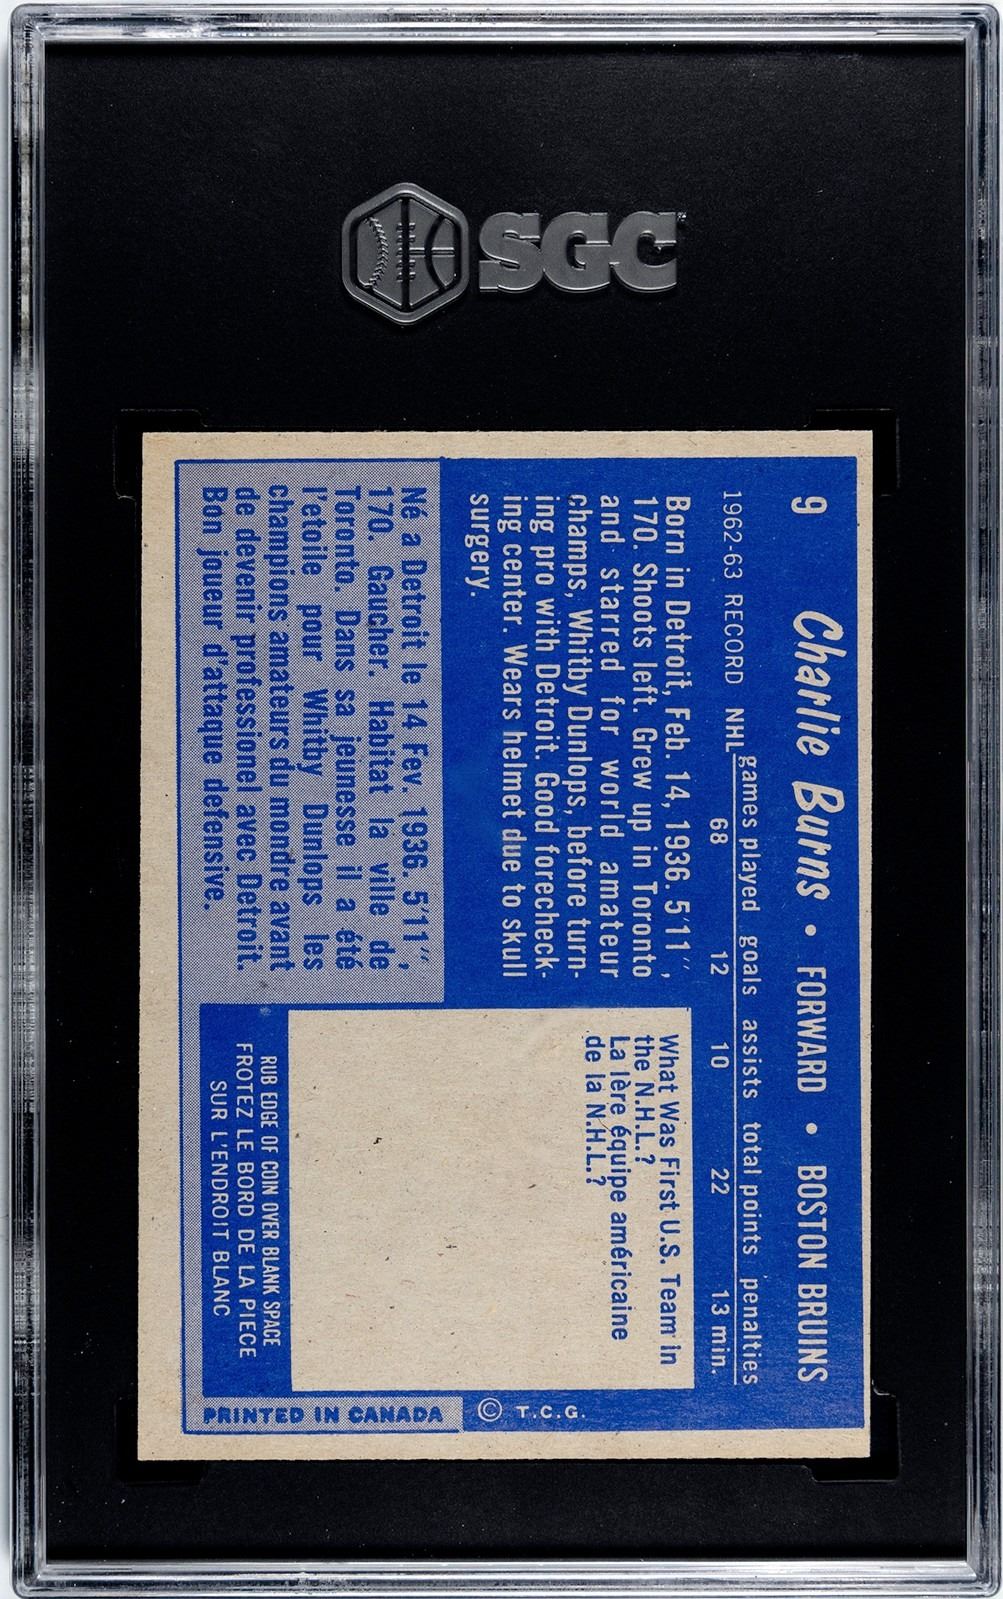 SGC
9 Charlie Burns • FORWARD • BOSTON BRUINS
games played goals assists total points penalties
1962-63 RECORD NHL 68 12 10 22 13 min.
Born in Detroit, Feb. 14, 1936. 5'11",
170. Shoots left. Grew up in Toronto
and starred for world amateur
champs, Whitby Dunlops, before turn-
ing pro with Detroit. Good forecheck-
ing center. Wears helmet due to skull
surgery.
Né a Detroit le 14 Fev. 1936. 511",
170. Gaucher. Habitat la ville de
Toronto. Dans sa jeunesse il a été
l'etoile pour Whitby Dunlops les
champions amateurs du mondre avant
de devenir professionel avec Detroit.
Bon joueur d'attaque defensive.
What Was First U.S. Team in
the N.H.L.?
La lère équipe américaine
de la N.H.L.?
RUB EDGE OF COIN OVER BLANK SPACE
FROTEZ LE BORD DE LA PIECE
SUR L'ENDROIT BLANC
© T.C.G.
PRINTED IN CANADA